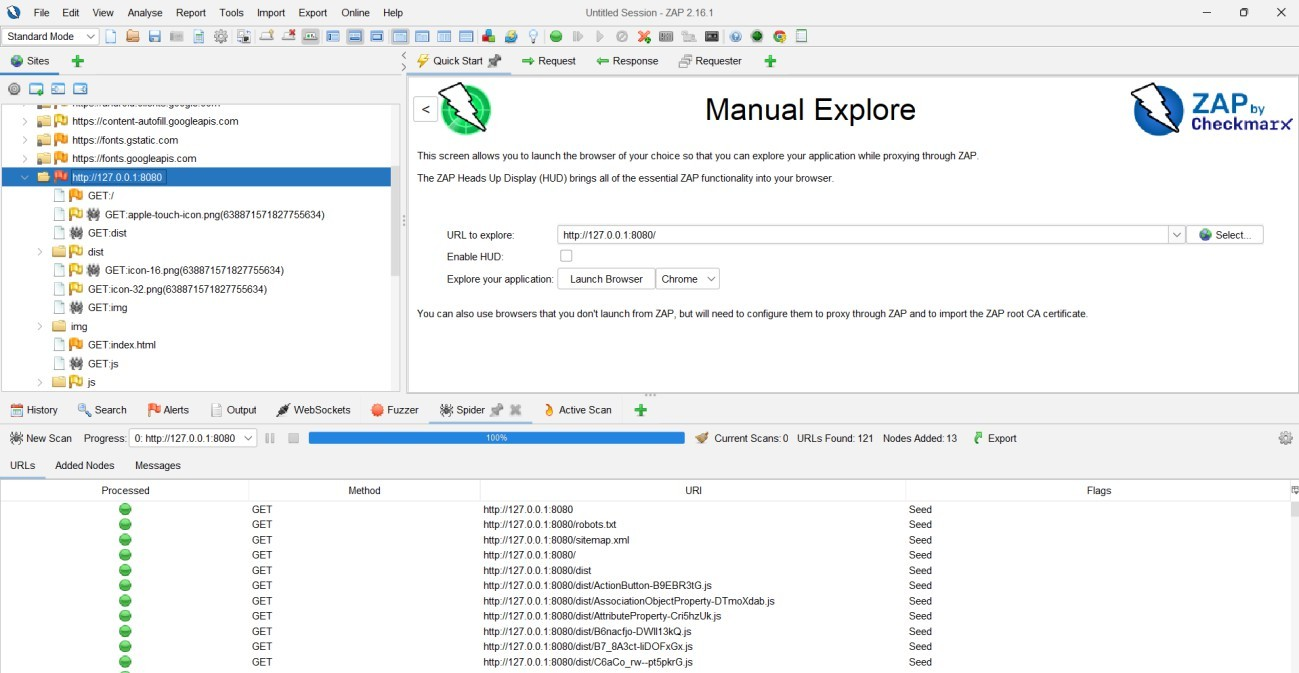 File Edit View Analyse Report Tools Import Export Online Help Untitled Session - ZAP 2.16.1
Standard Mode
Sites Quick Start Request Response Requester
https://content-autofill.googleapis.com
https://fonts.gstatic.com
https://fonts.googleapis.com
http://127.0.0.1:8080
GET:/
GET:apple-touch-icon.png(638871571827755634)
GET:dist
dist
GET:icon-16.png(638871571827755634)
GET:icon-32.png(638871571827755634)
GET:img
img
GET:index.html
GET:js
js
<
Manual Explore
ZAP by
Checkmarx
This screen allows you to launch the browser of your choice so that you can explore your application while proxying through ZAP.
The ZAP Heads Up Display (HUD) brings all of the essential ZAP functionality into your browser.
URL to explore: http://127.0.0.1:8080/ Select...
Enable HUD:
Explore your application: Launch Browser Chrome
You can also use browsers that you don't launch from ZAP, but will need to configure them to proxy through ZAP and to import the ZAP root CA certificate.
History Search Alerts Output WebSockets Fuzzer Spider Active Scan
New Scan Progress: 0: http://127.0.0.1:8080 100% Current Scans: 0 URLs Found: 121 Nodes Added: 13 Export
URLs Added Nodes Messages
Processed Method URI Flags
GET http://127.0.0.1:8080 Seed
GET http://127.0.0.1:8080/robots.txt Seed
GET http://127.0.0.1:8080/sitemap.xml Seed
GET http://127.0.0.1:8080/ Seed
GET http://127.0.0.1:8080/dist Seed
GET http://127.0.0.1:8080/dist/ActionButton-B9EBR3tG.js Seed
GET http://127.0.0.1:8080/dist/AssociationObjectProperty-DTmoXdab.js Seed
GET http://127.0.0.1:8080/dist/AttributeProperty-Cri5hzUk.js Seed
GET http://127.0.0.1:8080/dist/B6nacfjo-DWll13kQ.js Seed
GET http://127.0.0.1:8080/dist/B7_8A3ct-liDOFxGx.js Seed
GET http://127.0.0.1:8080/dist/C6aCo_rw--pt5pkrG.js Seed